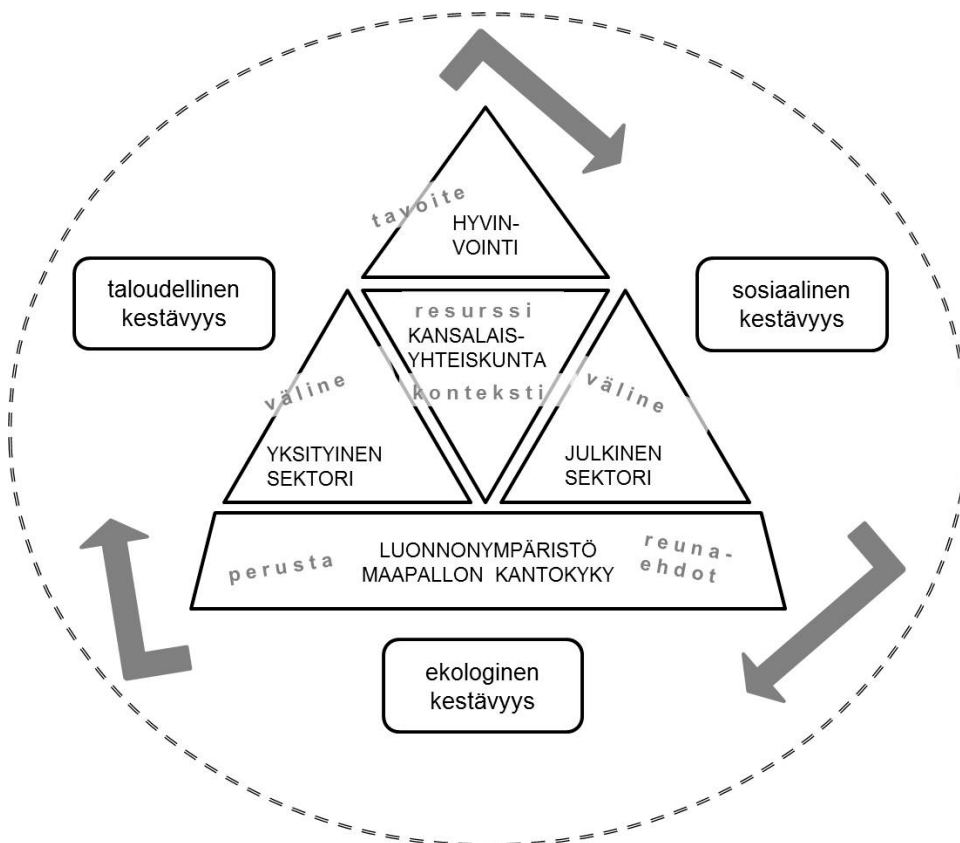 tavoite
HYVIN-
VOINTI
taloudellinen
kestävyys
sosiaalinen
kestävyys
resurssi
KANSALAIS-
YHTEISKUNTA
konteksti
väline
YKSITYINEN
SEKTORI
väline
JULKINEN
SEKTORI
perusta
LUONNONYMPÄRISTÖ
MAAPALLON KANTOKYKY
reuna-
ehdot
ekologinen
kestävyys